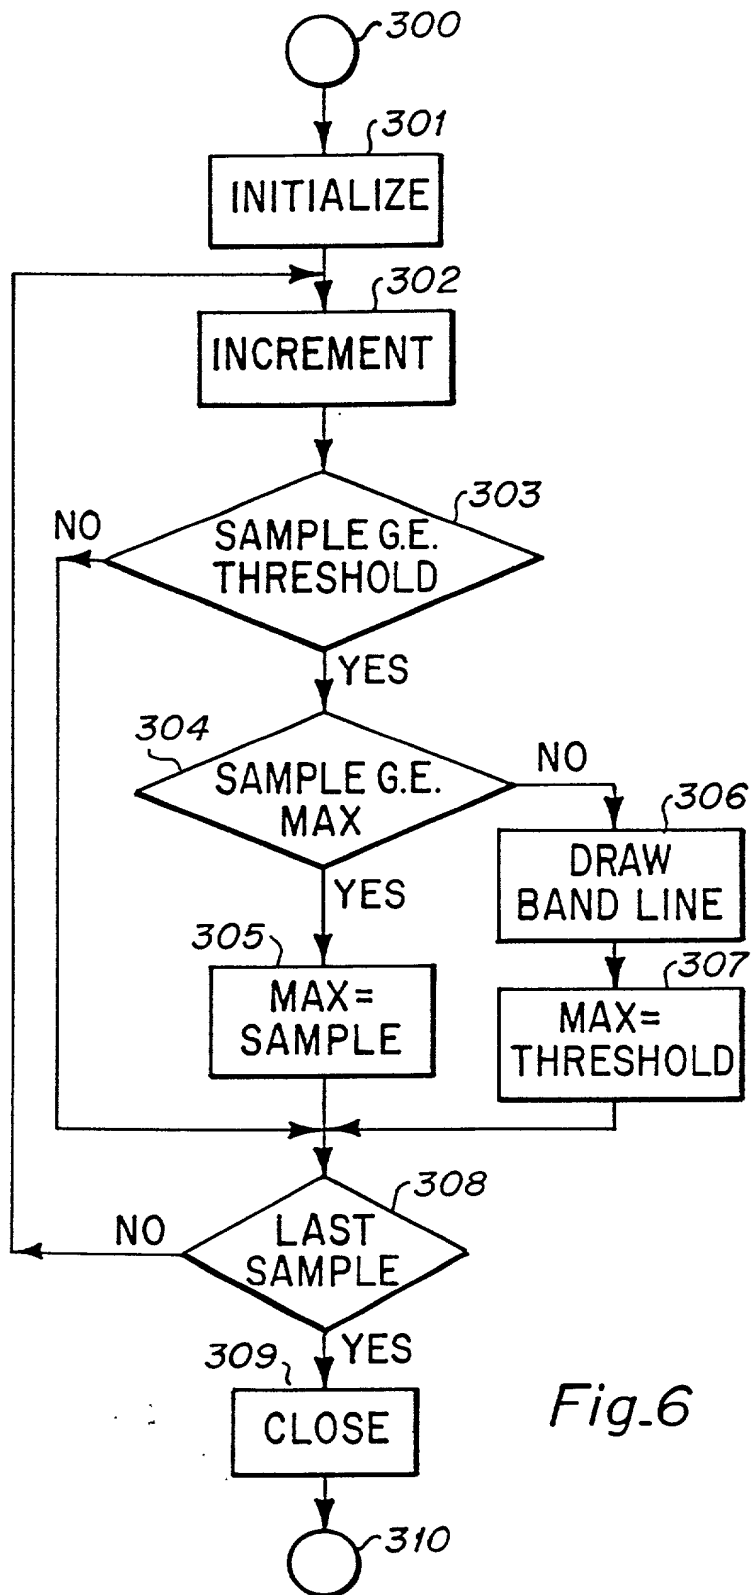 300
301
INITIALIZE
302
INCREMENT
303
NO
SAMPLE G.E.
THRESHOLD
YES
304
SAMPLE G.E.
MAX
NO
306
DRAW
BAND LINE
YES
305
MAX=
SAMPLE
307
MAX=
THRESHOLD
308
NO
LAST
SAMPLE
YES
309
CLOSE
Fig_6
310